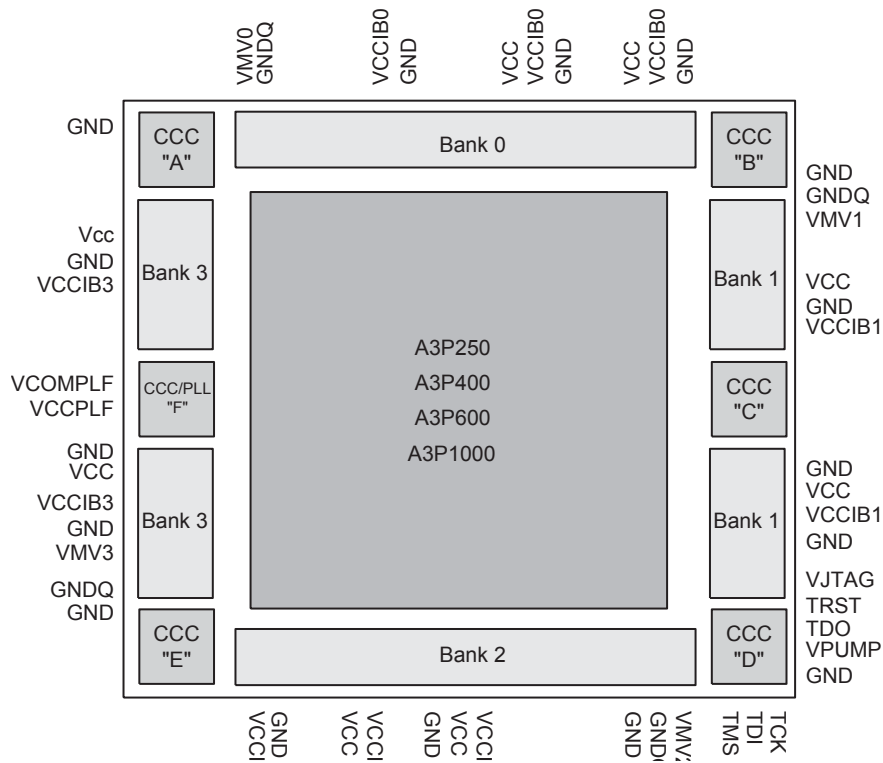 VMV0
GNDQ
VCCIB0
GND
VCC
VCCIB0
GND
VCC
VCCIB0
GND
GND
CCC
"A"
Bank 0
CCC
"B"
GND
GNDQ
VMV1
Vcc
GND
VCCIB3
Bank 3
Bank 1
VCC
GND
VCCIB1
A3P250
A3P400
A3P600
A3P1000
VCOMPLF
VCCPLF
CCC/PLL
"F"
CCC
"C"
GND
VCC
VCCIB3
GND
VMV3
Bank 3
Bank 1
GND
VCC
VCCIB1
GND
GNDQ
GND
VJTAG
TRST
TDO
VPUMP
GND
CCC
"E"
Bank 2
CCC
"D"
GND
VCC
GND
VCC
GND
VMV2
TMS
TDI
TCK